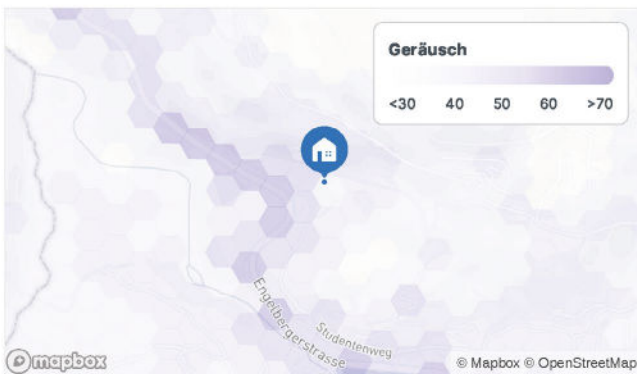 Geräusch
<30 40 50 60 >70
Engelbergerstrasse
Studentenweg
mapbox
© Mapbox © OpenStreetMap